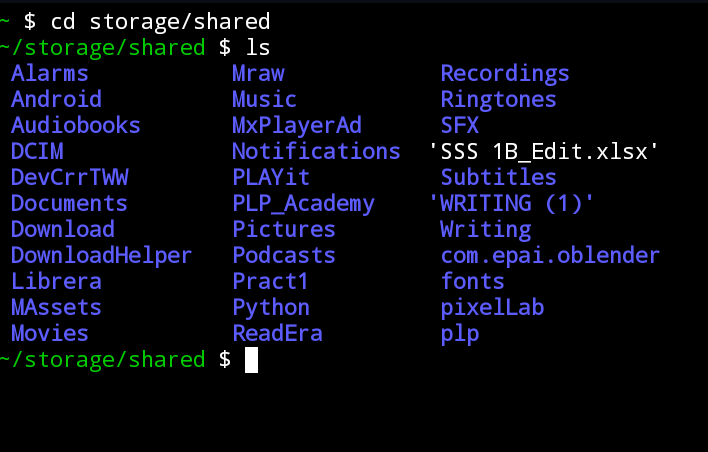 ~ $ cd storage/shared
~/storage/shared $ ls
Alarms Mraw Recordings
Android Music Ringtones
Audiobooks MxPlayerAd SFX
DCIM Notifications 'SSS 1B_Edit.xlsx'
DevCrrTWW PLAYit Subtitles
Documents PLP_Academy 'WRITING (1)'
Download Pictures Writing
DownloadHelper Podcasts com.epai.oblender
Librera Pract1 fonts
MAssets Python pixelLab
Movies ReadEra plp
~/storage/shared $